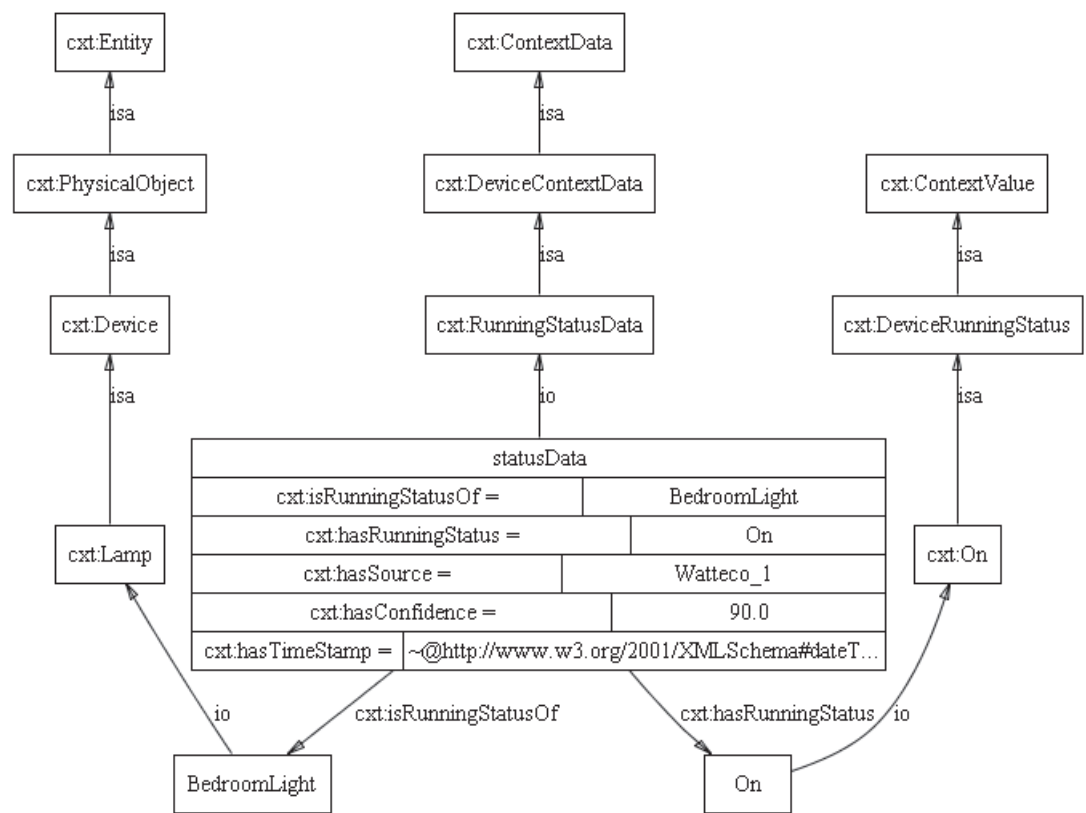 cxt:Entity
cxt:ContextData
isa
isa
cxt:PhysicalObject
cxt:DeviceContextData
cxt:ContextValue
isa
isa
isa
cxt:Device
cxt:RunningStatusData
cxt:DeviceRunningStatus
isa
io
isa
statusData
cxt:isRunningStatusOf =
BedroomLight
cxt:hasRunningStatus =
On
cxt:Lamp
cxt:On
cxt:hasSource =
Watteco_1
cxt:hasConfidence =
90.0
cxt:hasTimeStamp =
~@http://www.w3.org/2001/XMLSchema#dateT...
io
cxt:isRunningStatusOf
cxt:hasRunningStatus
io
BedroomLight
On